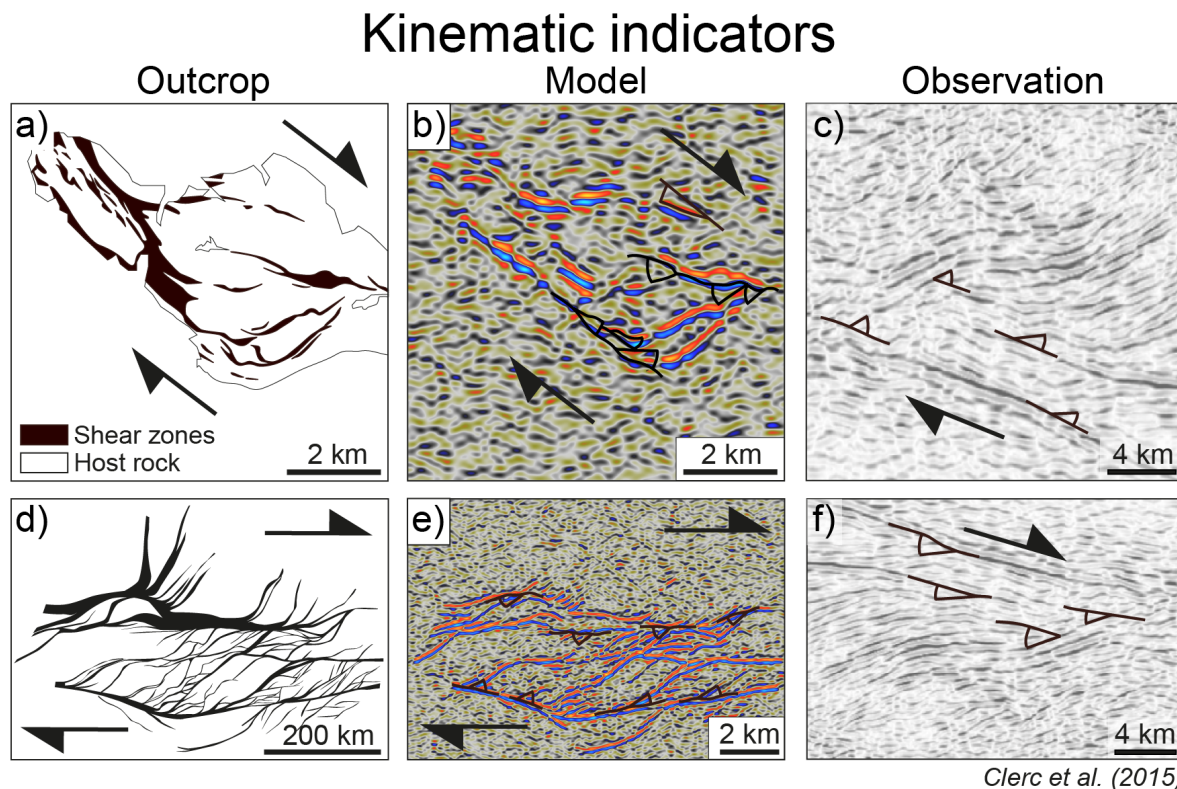 Kinematic indicators
Outcrop
Model
Observation
a)
b)
c)
Shear zones
Host rock
2 km
2 km
4 km
d)
e)
f)
200 km
2 km
4 km
Clerc et al. (2015)